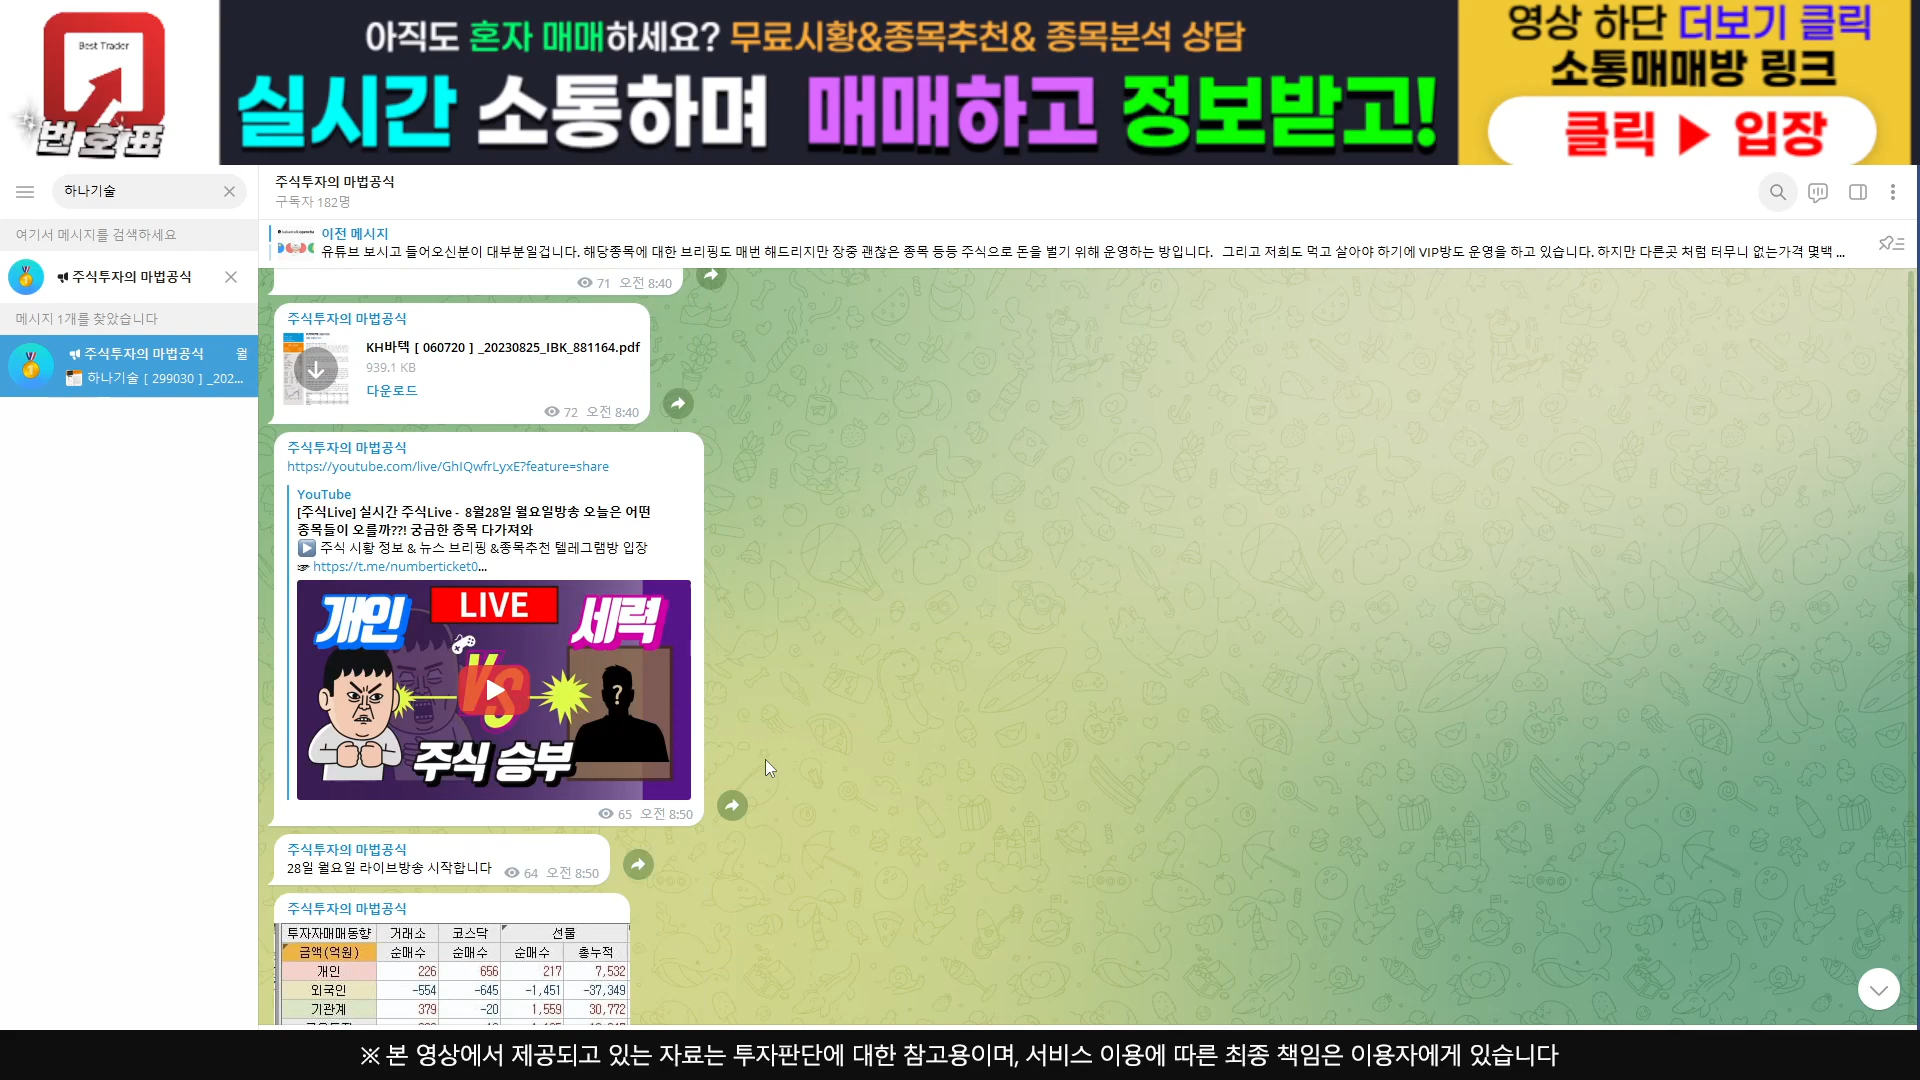 Best Trader
번호표
아직도 혼자 매매하세요? 무료시황&종목추천& 종목분석 상담
실시간 소통하며 매매하고 정보받고!
영상 하단 더보기 클릭
소통매매방 링크
클릭 ▶ 입장
하나기술
여기서 메시지를 검색하세요
주식투자의 마법공식
메시지 1개를 찾았습니다
주식투자의 마법공식 월
하나기술 [ 299030 ] _202...
주식투자의 마법공식
구독자 182명
이전 메시지
유튜브 보시고 들어오신분이 대부분일겁니다. 해당종목에 대한 브리핑도 매번 해드리지만 장중 괜찮은 종목 등등 주식으로 돈을 벌기 위해 운영하는 방입니다. 그리고 저희도 먹고 살아야 하기에 VIP방도 운영을 하고 있습니다. 하지만 다른곳 처럼 터무니 없는가격 몇백 ...
71 오전 8:40
주식투자의 마법공식
KH바텍 [ 060720 ] _20230825_IBK_881164.pdf
939.1 KB
다운로드
72 오전 8:40
주식투자의 마법공식
https://youtube.com/live/GhIQwfrLyxE?feature=share
YouTube
[주식Live] 실시간 주식Live - 8월28일 월요일방송 오늘은 어떤
종목들이 오를까??! 궁금한 종목 다가져와
▶ 주식 시황 정보 & 뉴스 브리핑 &종목추천 텔레그램방 입장
☞ https://t.me/numberticket0...
개인 LIVE 세력
VS
?
주식 승부
65 오전 8:50
주식투자의 마법공식
28일 월요일 라이브방송 시작합니다 64 오전 8:50
주식투자의 마법공식
투자자매매동향 거래소 코스닥 선물
금액(억원) 순매수 순매수 순매수 총누적
개인 226 656 217 7,532
외국인 -554 -645 -1,451 -37,349
기관계 379 -20 1,559 30,772
※ 본 영상에서 제공되고 있는 자료는 투자판단에 대한 참고용이며, 서비스 이용에 따른 최종 책임은 이용자에게 있습니다